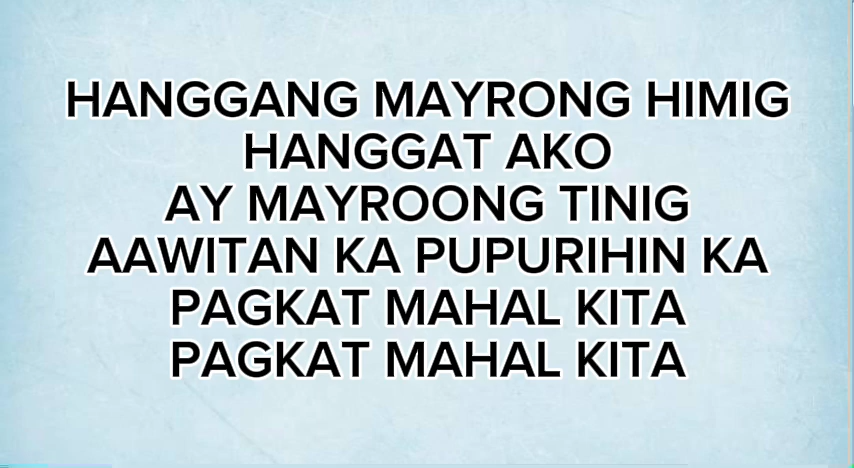 HANGGANG MAYRONG HIMIG
HANGGAT AKO
AY MAYROONG TINIG
AAWITAN KA PUPURIHIN KA
PAGKAT MAHAL KITA
PAGKAT MAHAL KITA